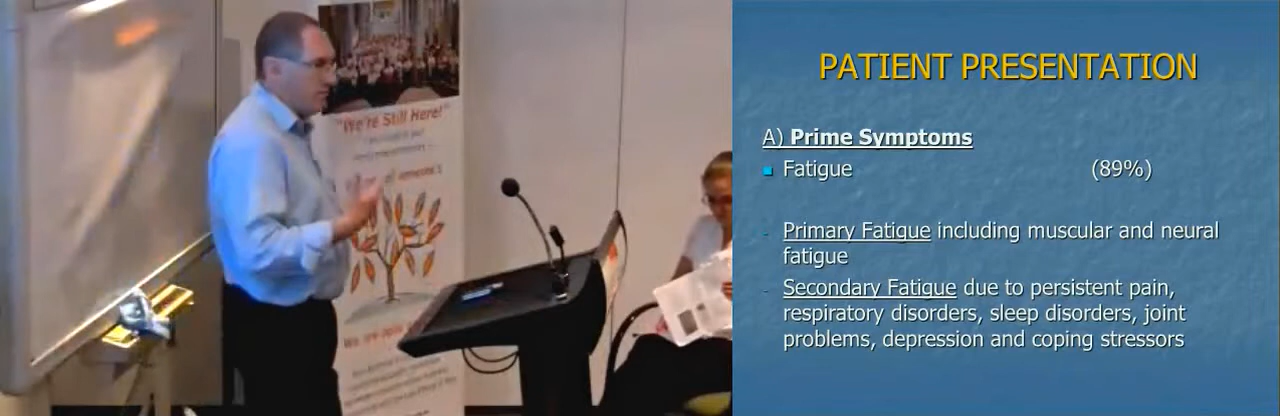 "We're Still Here!"
someone's
PATIENT PRESENTATION
A) Prime Symptoms
Fatigue (89%)
- Primary Fatigue including muscular and neural
fatigue
- Secondary Fatigue due to persistent pain,
respiratory disorders, sleep disorders, joint
problems, depression and coping stressors